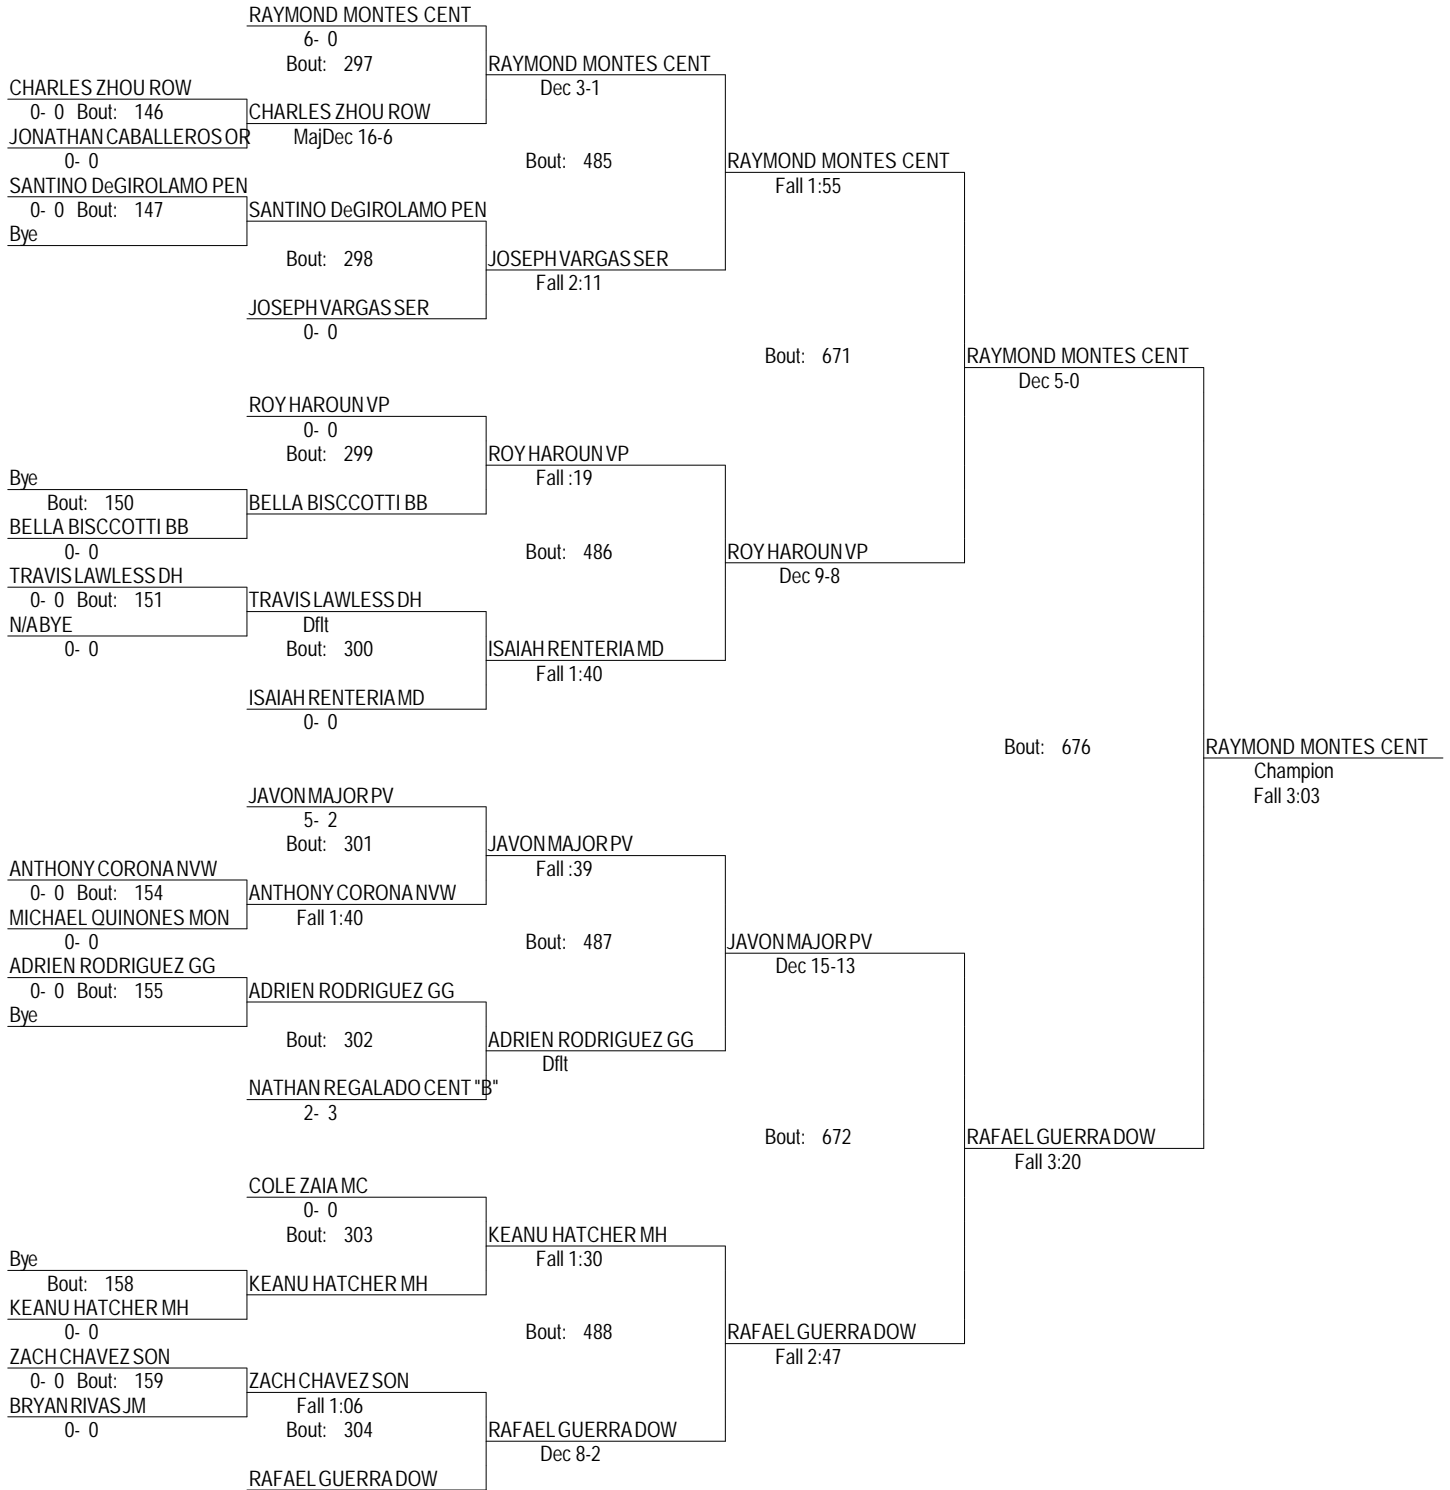 RAYMOND MONTES CENT
6- 0
Bout: 297
RAYMOND MONTES CENT
Dec 3-1
CHARLES ZHOU ROW
0- 0 Bout: 146
CHARLES ZHOU ROW
JONATHAN CABALLEROS OR
MajDec 16-6
0- 0
Bout: 485
RAYMOND MONTES CENT
Fall 1:55
SANTINO DeGIROLAMO PEN
0- 0 Bout: 147
SANTINO DeGIROLAMO PEN
Bye
Bout: 298
JOSEPH VARGAS SER
Fall 2:11
JOSEPH VARGAS SER
0- 0
Bout: 671
RAYMOND MONTES CENT
Dec 5-0
ROY HAROUN VP
0- 0
Bout: 299
ROY HAROUN VP
Fall :19
Bye
Bout: 150
BELLA BISCCOTTI BB
BELLA BISCCOTTI BB
0- 0
Bout: 486
ROY HAROUN VP
Dec 9-8
TRAVIS LAWLESS DH
0- 0 Bout: 151
TRAVIS LAWLESS DH
N/A BYE
Dflt
0- 0
Bout: 300
ISAIAH RENTERIA MD
Fall 1:40
ISAIAH RENTERIA MD
0- 0
Bout: 676
RAYMOND MONTES CENT
Champion
Fall 3:03
JAVON MAJOR PV
5- 2
Bout: 301
JAVON MAJOR PV
Fall :39
ANTHONY CORONA NVW
0- 0 Bout: 154
ANTHONY CORONA NVW
MICHAEL QUINONES MON
Fall 1:40
0- 0
Bout: 487
JAVON MAJOR PV
Dec 15-13
ADRIEN RODRIGUEZ GG
0- 0 Bout: 155
ADRIEN RODRIGUEZ GG
Bye
Bout: 302
ADRIEN RODRIGUEZ GG
Dflt
NATHAN REGALADO CENT "B"
2- 3
Bout: 672
RAFAEL GUERRA DOW
Fall 3:20
COLE ZAIA MC
0- 0
Bout: 303
KEANU HATCHER MH
Fall 1:30
Bye
Bout: 158
KEANU HATCHER MH
KEANU HATCHER MH
0- 0
Bout: 488
RAFAEL GUERRA DOW
Fall 2:47
ZACH CHAVEZ SON
0- 0 Bout: 159
ZACH CHAVEZ SON
BRYAN RIVAS JM
Fall 1:06
0- 0
Bout: 304
RAFAEL GUERRA DOW
Dec 8-2
RAFAEL GUERRA DOW